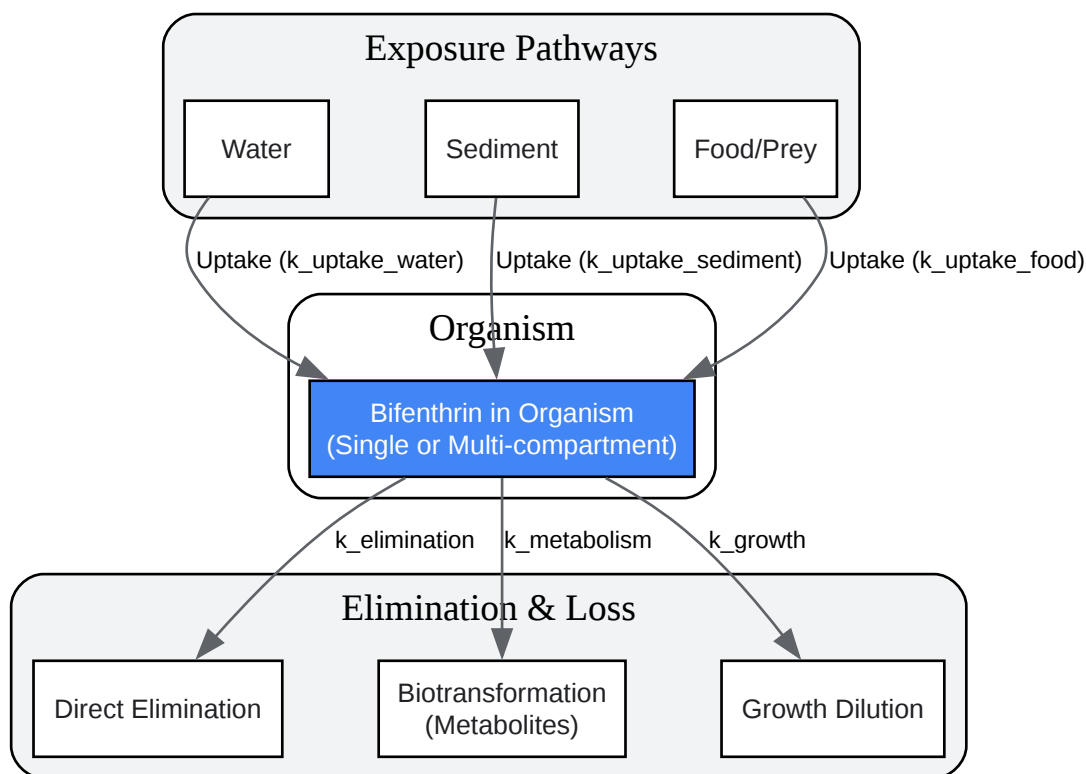 Exposure Pathways
Water
Sediment
Food/Prey
Uptake (k_uptake_water)
Uptake (k_uptake_sediment)
Uptake (k_uptake_food)
Organism
Bifenthrin in Organism
(Single or Multi-compartment)
k_elimination
k_metabolism
k_growth
Elimination & Loss
Direct Elimination
Biotransformation
(Metabolites)
Growth Dilution